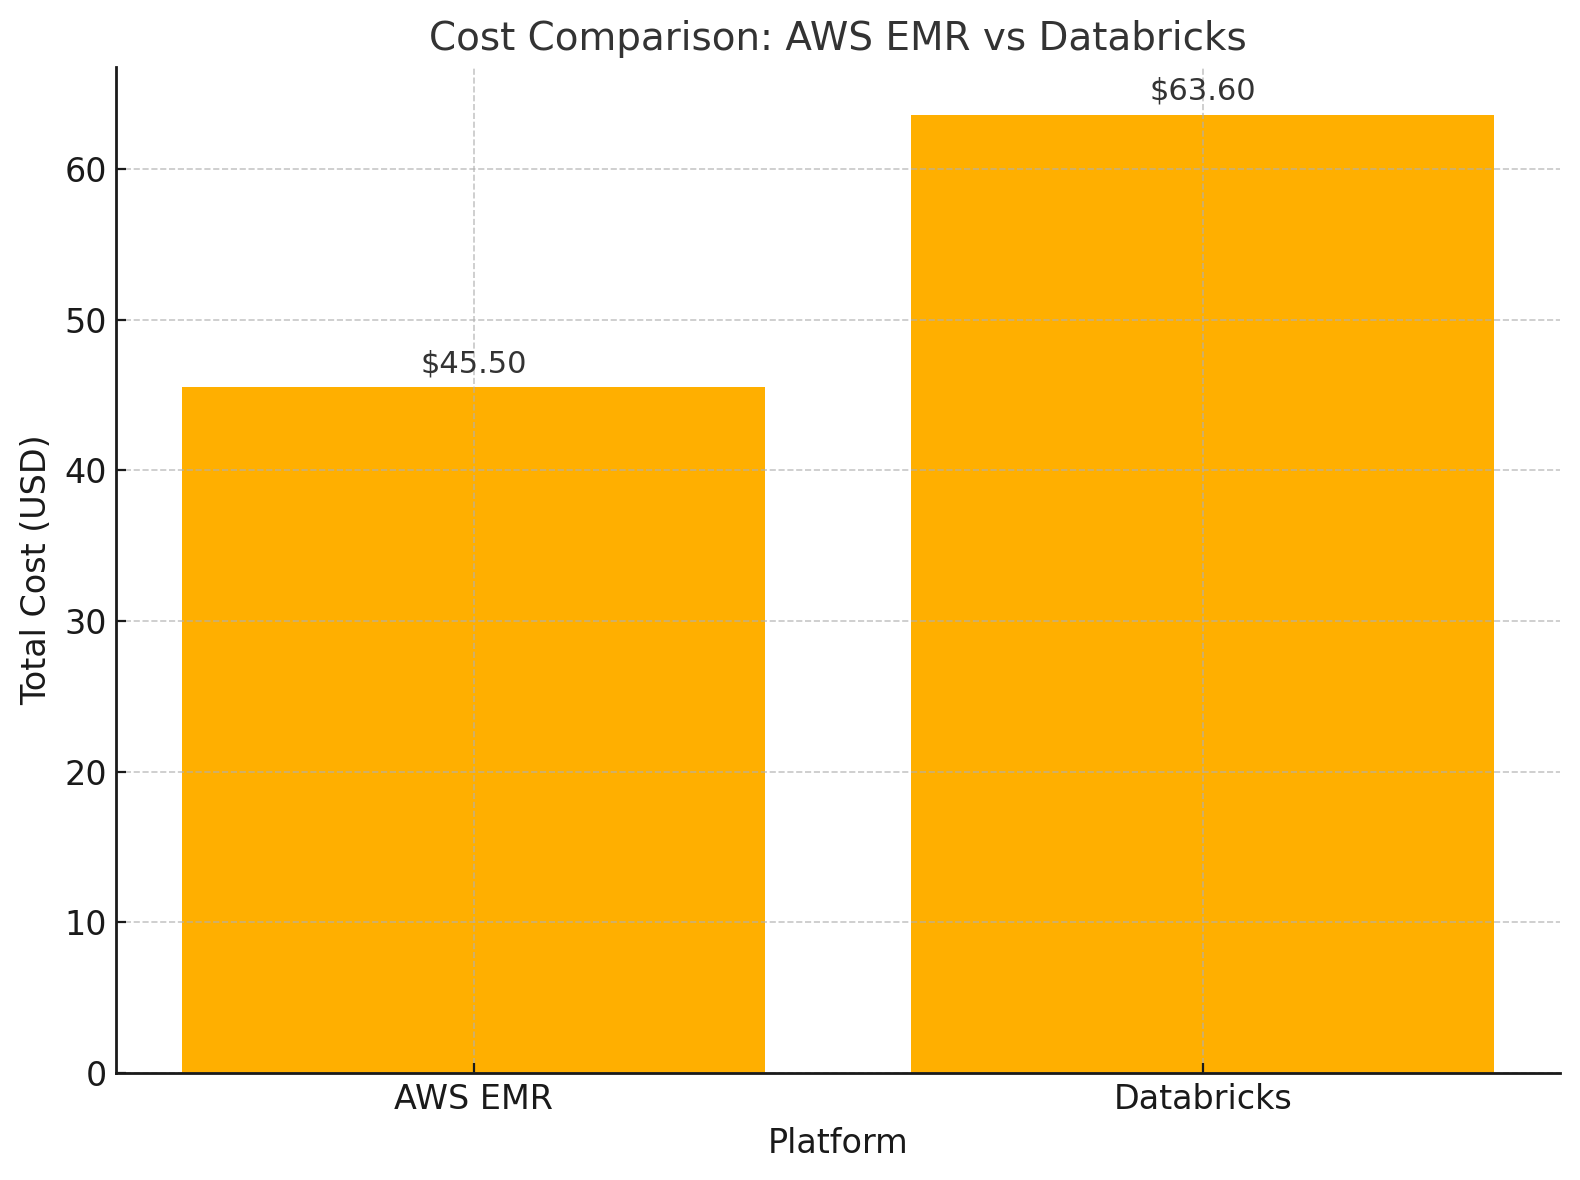 Cost Comparison: AWS EMR vs Databricks
$63.60
$45.50
60
50
40
30
20
10
0
Total Cost (USD)
AWS EMR
Databricks
Platform